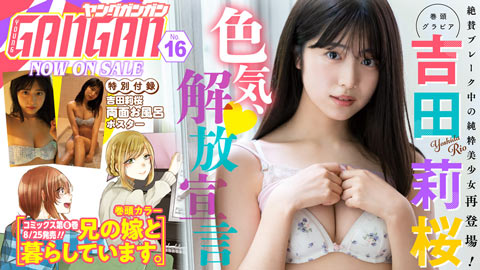 ヤングガンガン
YOUNG
GANGAN
No.
16
NOW ON SALE
特別付録
吉田莉桜
両面お風呂
ポスター
コミックス第
巻
8/25発売!!
巻頭カラー
兄の嫁と
暮らしています。
色気、
解放宣言
絶賛ブレーク中の純粋美少女再登場!
巻頭
グラビア
吉田莉桜
Yoshida
Rio